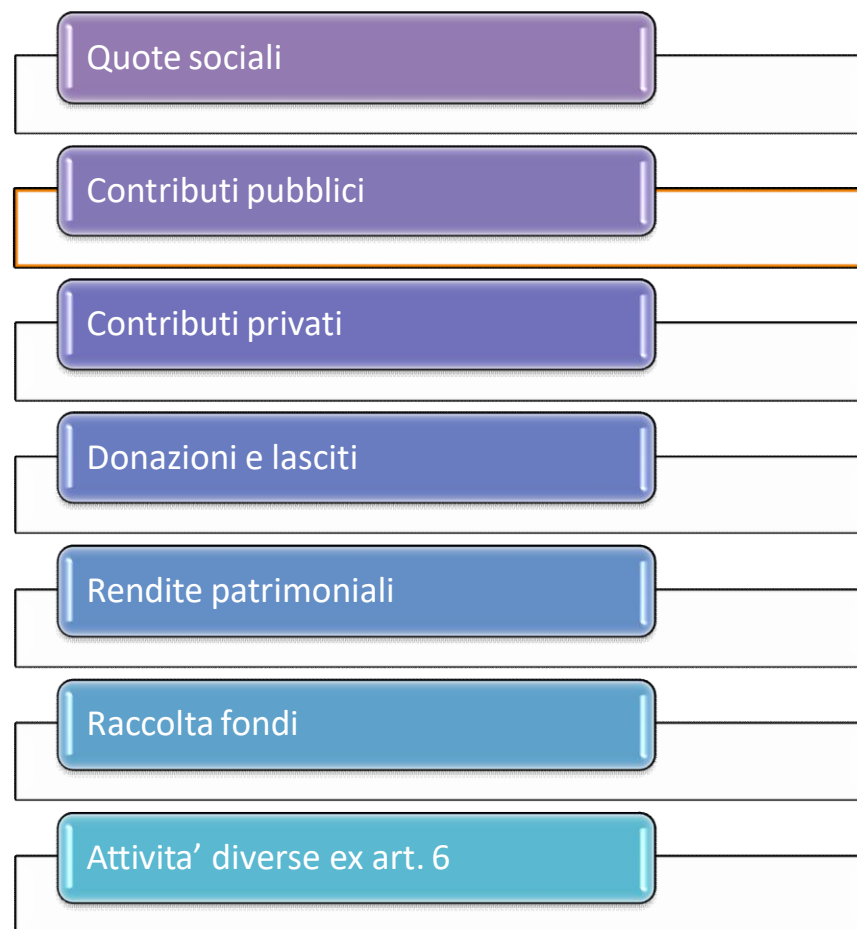 Quote sociali
Contributi pubblici
Contributi privati
Donazioni e lasciti
Rendite patrimoniali
Raccolta fondi
Attivita’ diverse ex art. 6